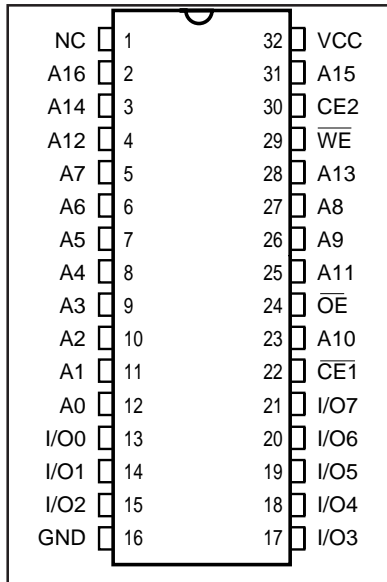 NC 1 32 VCC
A16 2 31 A15
A14 3 30 CE2
A12 4 29 WE
A7 5 28 A13
A6 6 27 A8
A5 7 26 A9
A4 8 25 A11
A3 9 24 OE
A2 10 23 A10
A1 11 22 CE1
A0 12 21 I/O7
I/O0 13 20 I/O6
I/O1 14 19 I/O5
I/O2 15 18 I/O4
GND 16 17 I/O3